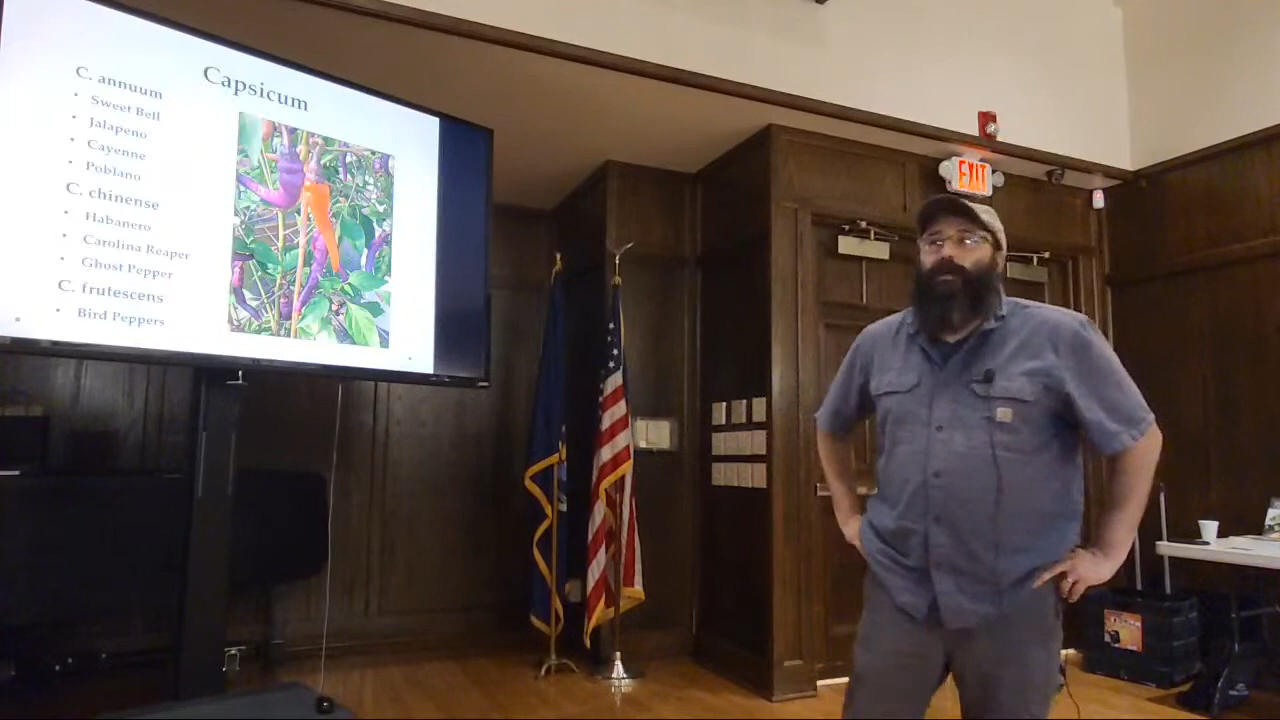 Capsicum
C. annuum
• Sweet Bell
• Jalapeno
• Cayenne
• Poblano
C. chinense
• Habanero
• Carolina Reaper
• Ghost Pepper
C. frutescens
• Bird Peppers
EXIT